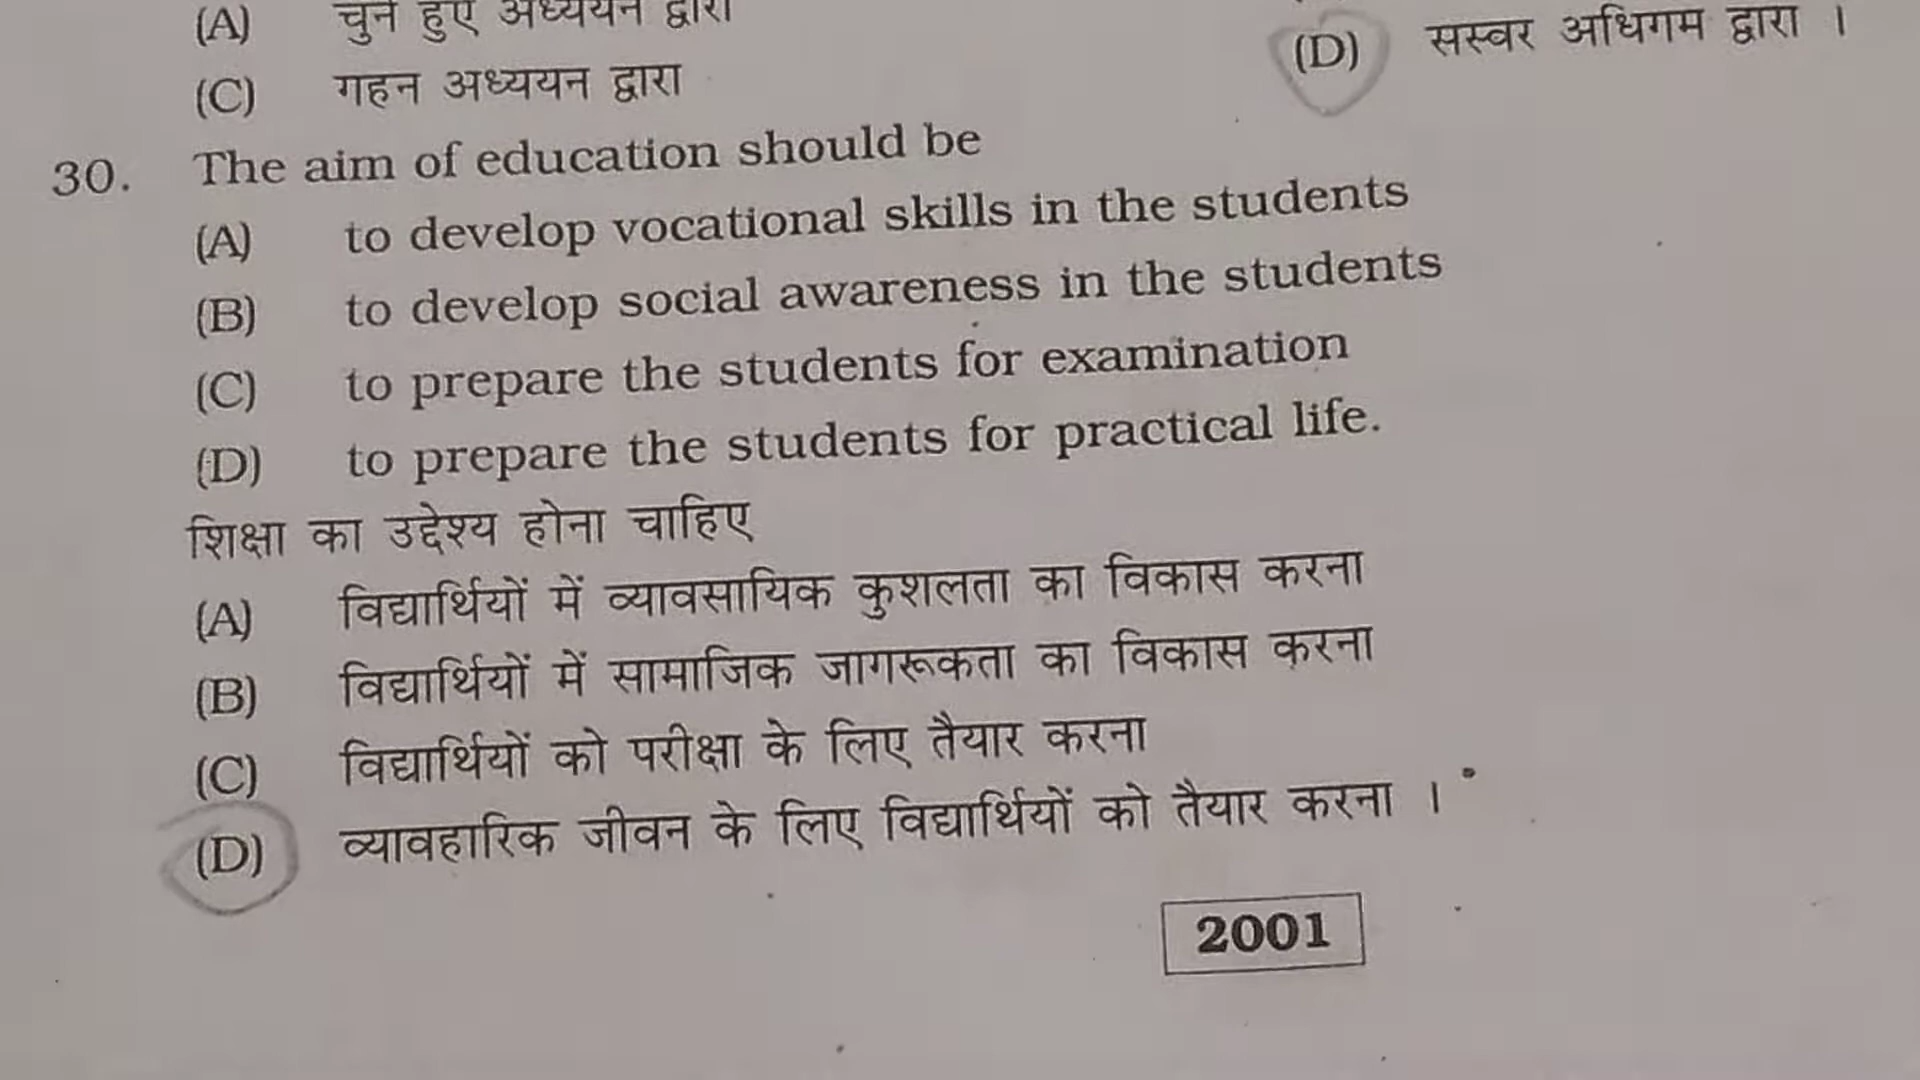 (A) चुने हुए अध्ययन द्वारा
(C) गहन अध्ययन द्वारा
(D) सस्वर अधिगम द्वारा ।
30. The aim of education should be
(A) to develop vocational skills in the students
(B) to develop social awareness in the students
(C) to prepare the students for examination
(D) to prepare the students for practical life.
शिक्षा का उद्देश्य होना चाहिए
(A) विद्यार्थियों में व्यावसायिक कुशलता का विकास करना
(B) विद्यार्थियों में सामाजिक जागरूकता का विकास करना
(C) विद्यार्थियों को परीक्षा के लिए तैयार करना
(D) व्यावहारिक जीवन के लिए विद्यार्थियों को तैयार करना ।
2001